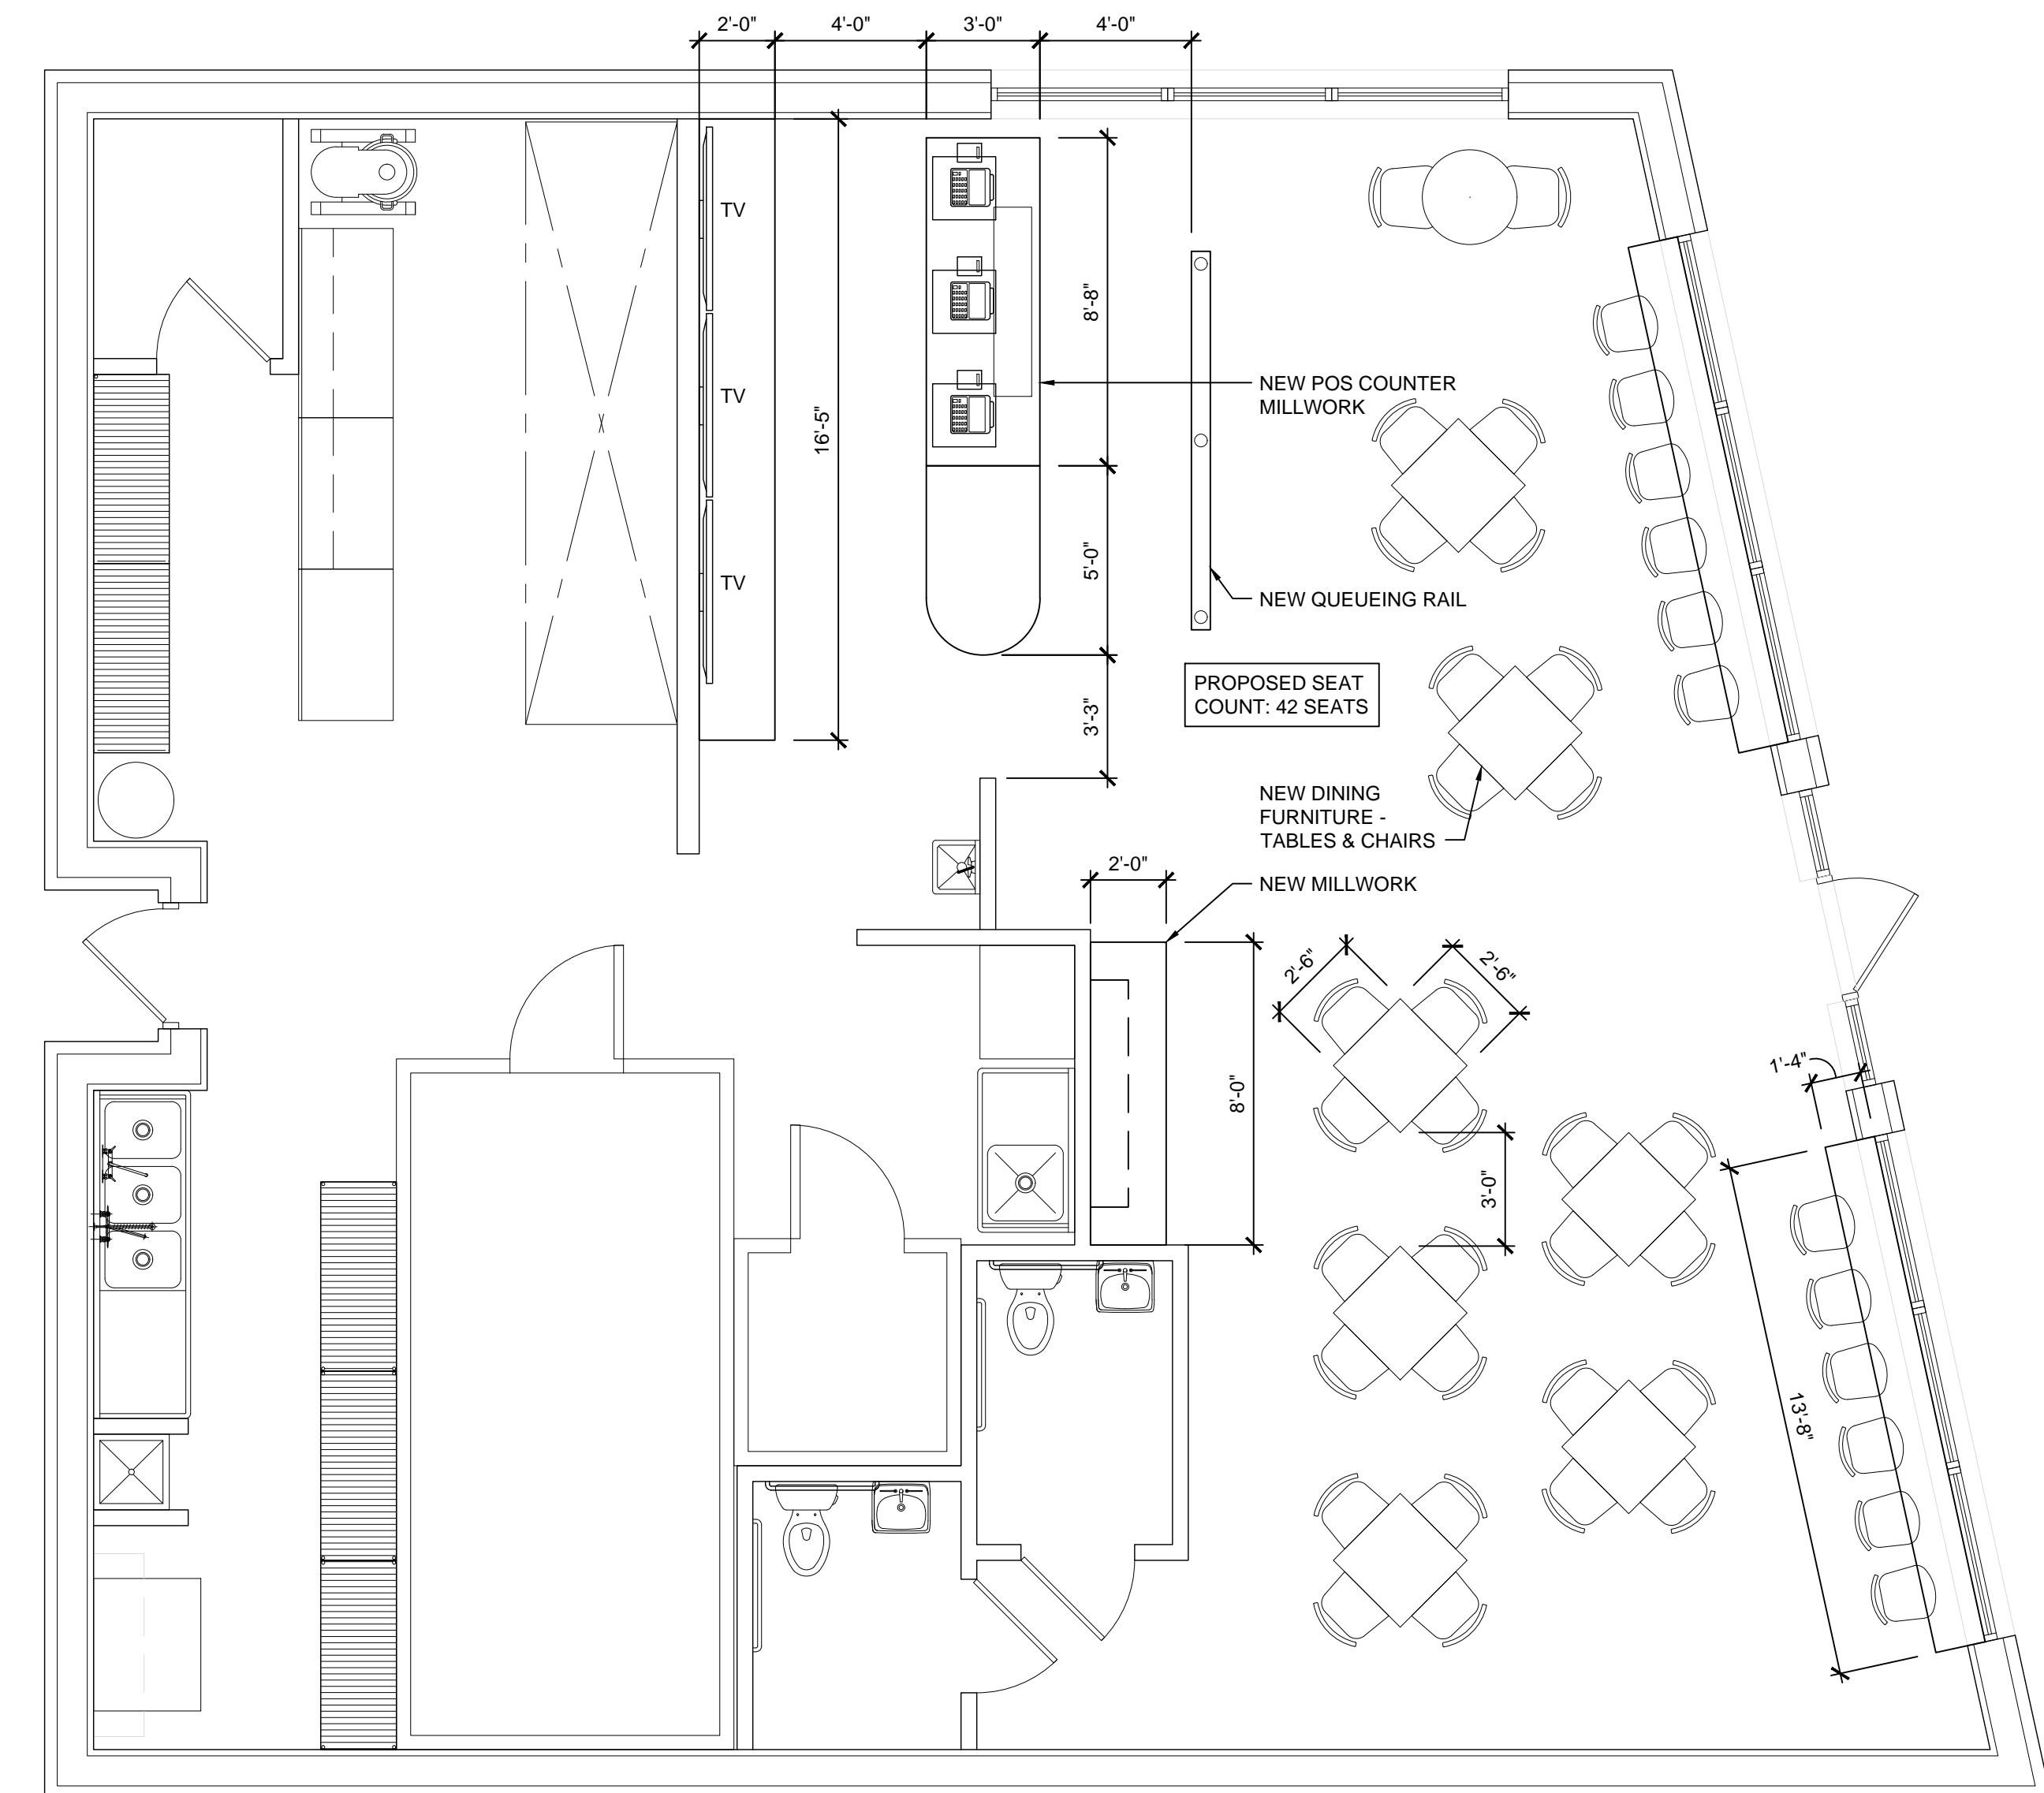 2'-0"
4'-0"
3'-0"
4'-0"
TV
TV
TV
16'-5"
8'-8"
5'-0"
3'-3"
NEW POS COUNTER
MILLWORK
NEW QUEUEING RAIL
PROPOSED SEAT
COUNT: 42 SEATS
NEW DINING
FURNITURE -
TABLES & CHAIRS
2'-0"
NEW MILLWORK
8'-0"
2'-6"
2'-6"
3'-0"
1'-4"
13'-8"